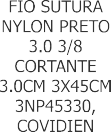 FIO SUTURA
NYLON PRETO
3.0 3/8
CORTANTE
3.0CM 3X45CM
3NP45330,
COVIDIEN